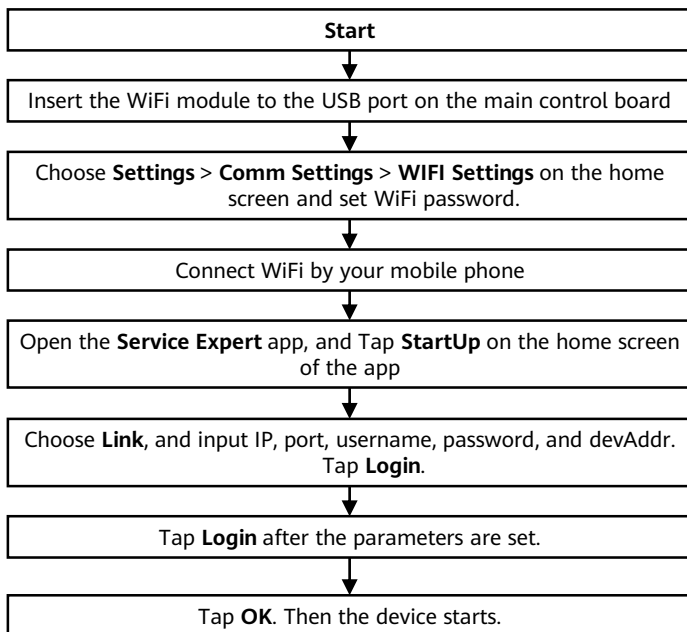 Start
Insert the WiFi module to the USB port on the main control board
Choose Settings > Comm Settings > WIFI Settings on the home
screen and set WiFi password.
Connect WiFi by your mobile phone
Open the Service Expert app, and Tap StartUp on the home screen
of the app
Choose Link, and input IP, port, username, password, and devAddr.
Tap Login.
Tap Login after the parameters are set.
Tap OK. Then the device starts.